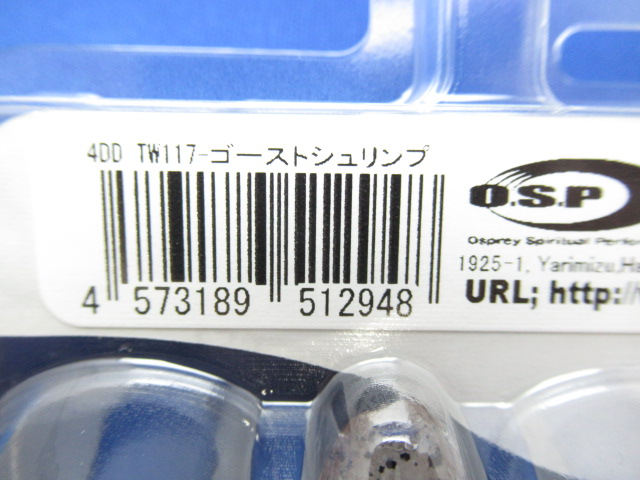 4DD TW117-ゴーストシュリンプ
4 573189 512948
O.S.P
Osprey Spiritual
1925-1, Yarimizu,
URL; http:/